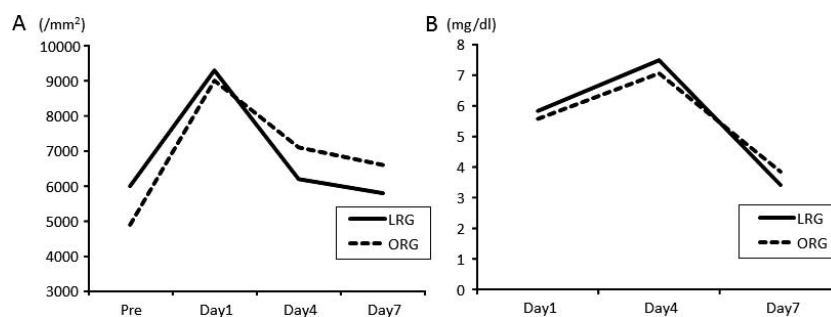 A (/mm²)
10000
9000
8000
7000
6000
5000
4000
3000
Pre Day1 Day4 Day7
LRG
ORG
B (mg/dl)
8
7
6
5
4
3
2
1
0
Day1 Day4 Day7
LRG
ORG